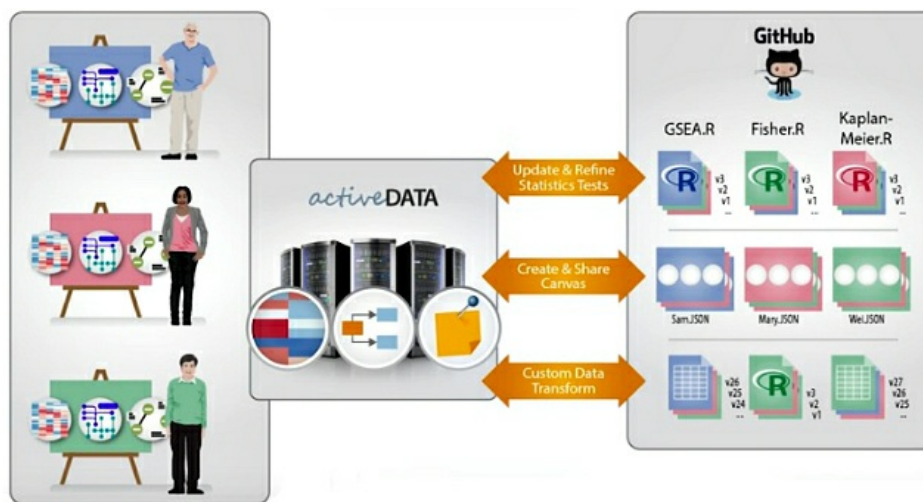 activeDATA
Update & Refine
Statistics Tests
Create & Share
Canvas
Custom Data
Transform
GitHub
GSEA.R
Fisher.R
Kaplan-
Meier.R
R
v3
v2
v1
...
R
v3
v2
v1
...
R
v3
v2
v1
...
Sam.JSON
Mary.JSON
Wei.JSON
v26
v25
v24
...
R
v3
v2
v1
v27
v26
v25
...